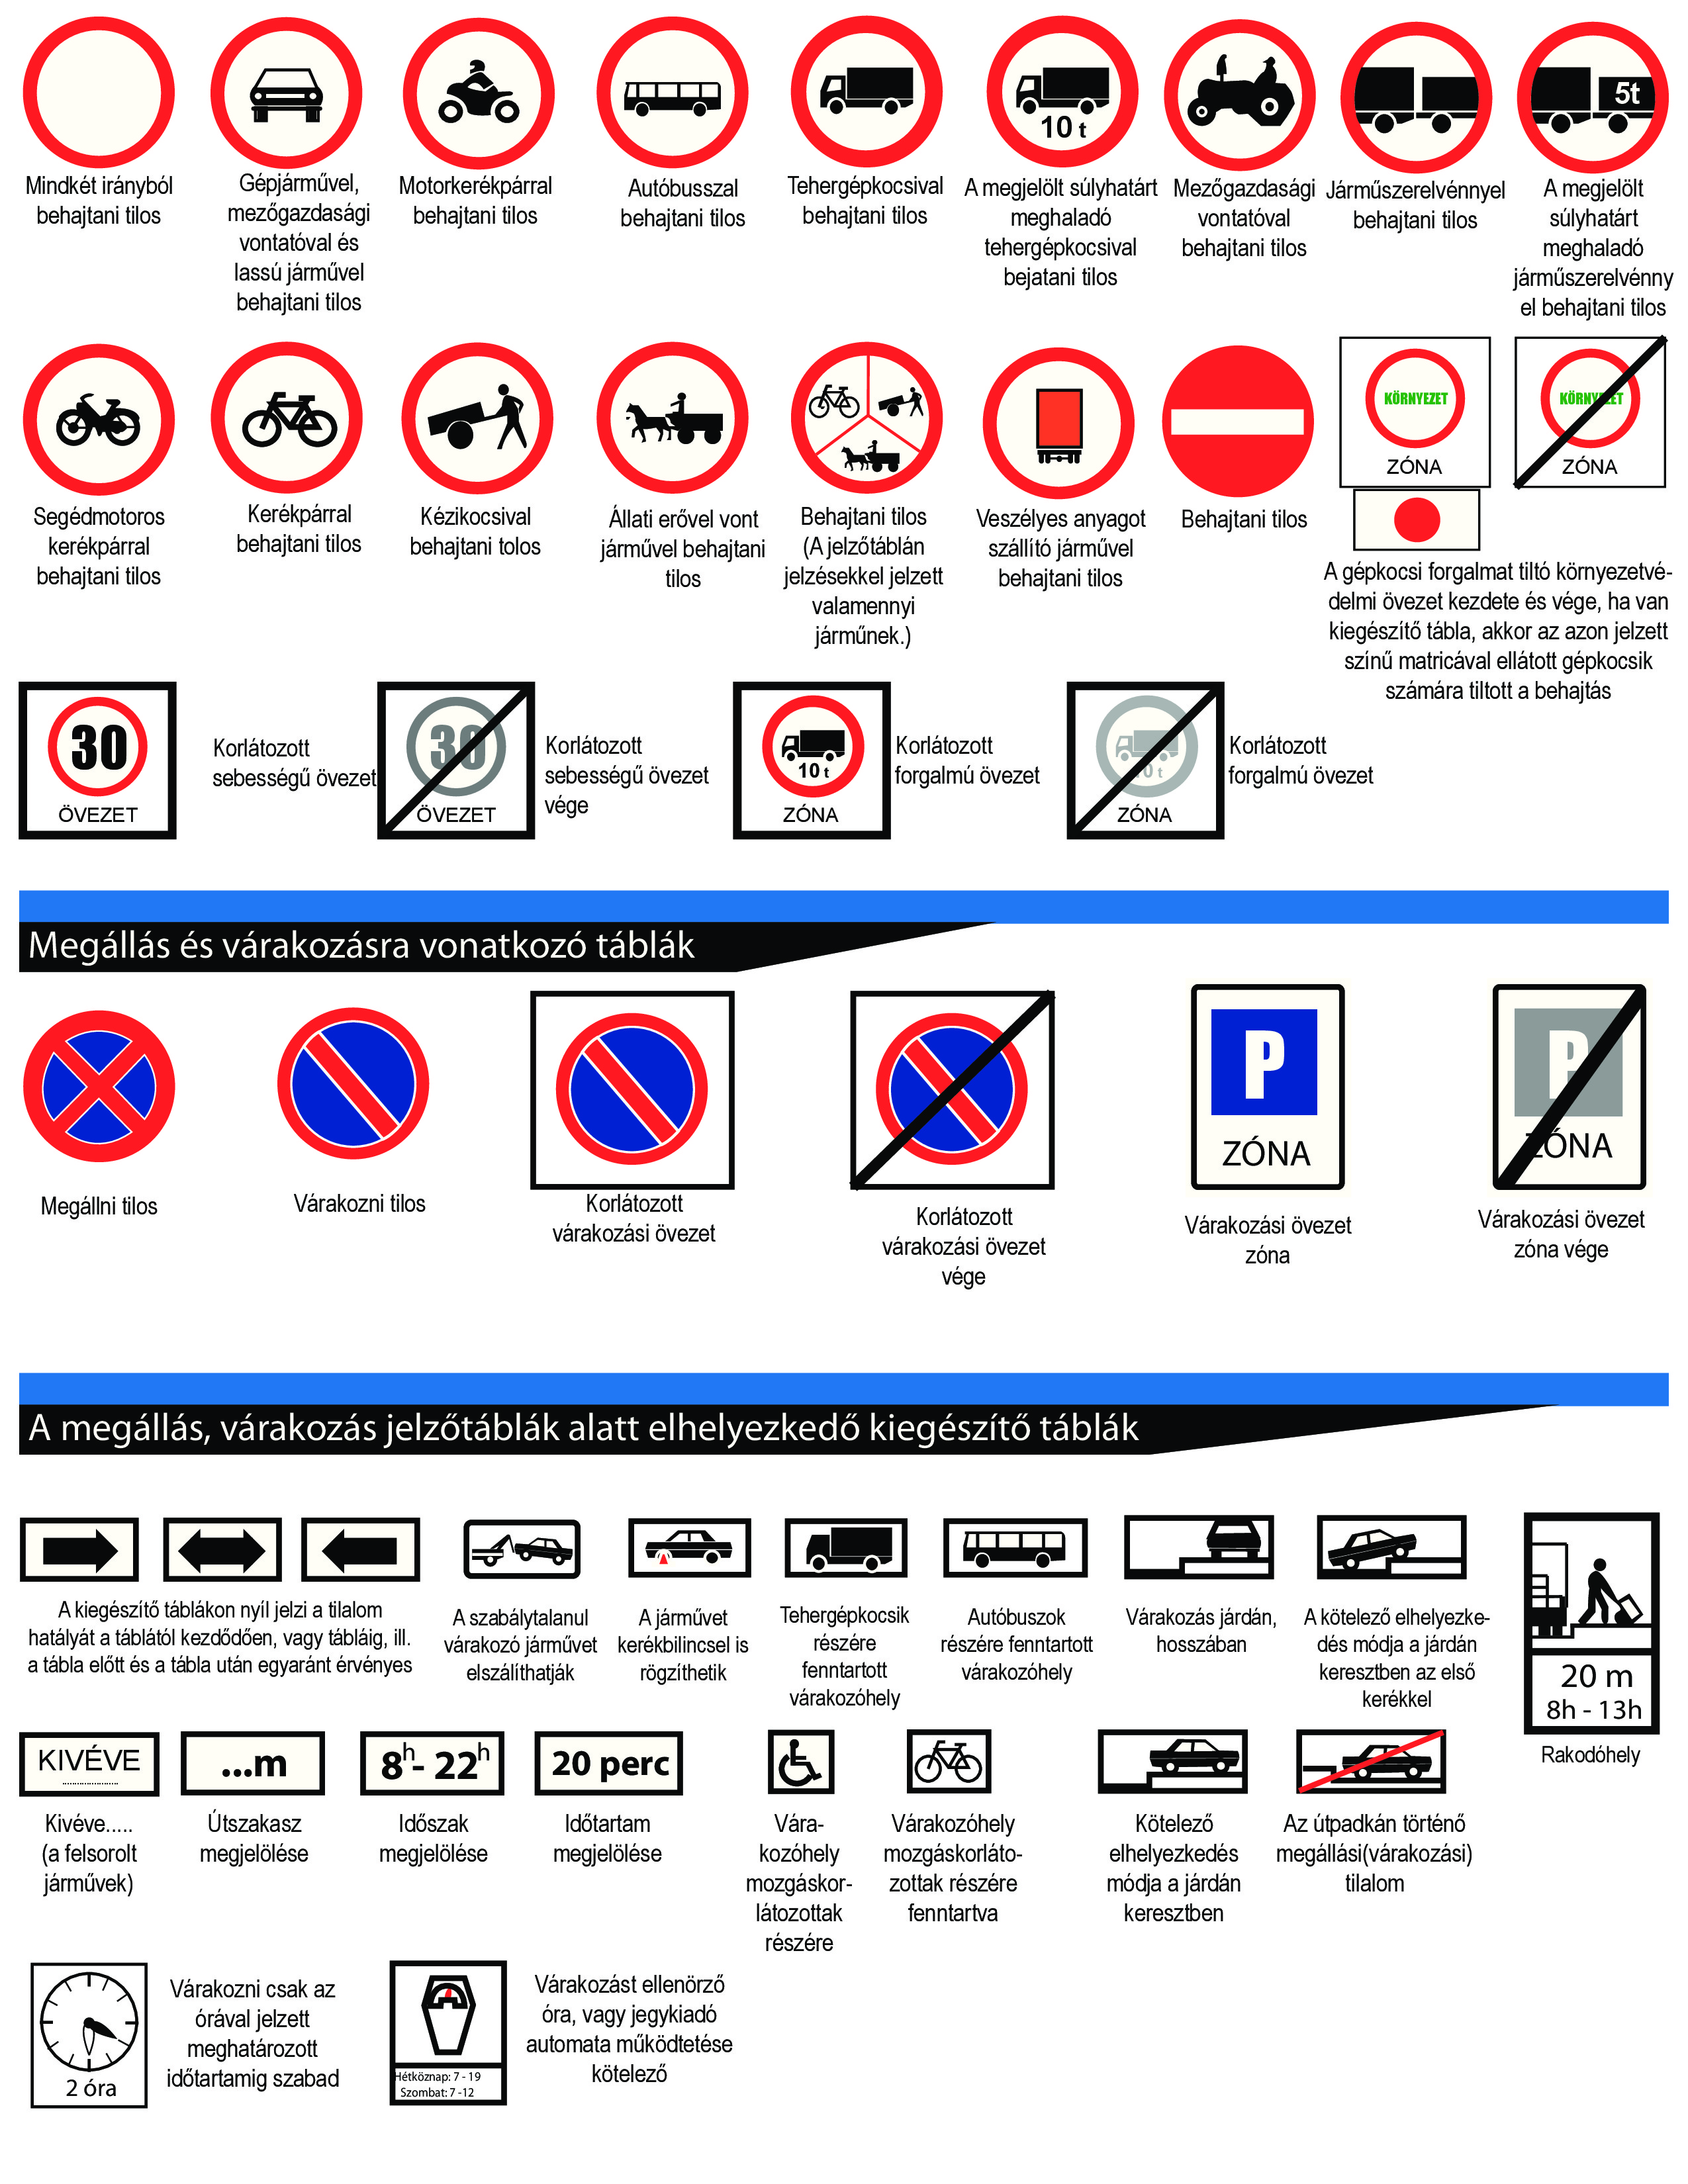 10 t
5t
Mindkét irányból
behajtani tilos
Gépjárművel,
mezőgazdasági
vontatóval és
lassú járművel
behajtani tilos
Motorkerékpárral
behajtani tilos
Autóbusszal
behajtani tilos
Tehergépkocsival
behajtani tilos
A megjelölt súlyhatárt
meghaladó
tehergépkocsival
bejatani tilos
Mezőgazdasági
vontatóval
behajtani tilos
Járműszerelvénnyel
behajtani tilos
A megjelölt
súlyhatárt
meghaladó
járműszerelvénny
el behajtani tilos
KÖRNYEZET
ZÓNA
KÖRNYEZET
ZÓNA
Segédmotoros
kerékpárral
behajtani tilos
Kerékpárral
behajtani tilos
Kézikocsival
behajtani tolos
Állati erővel vont
járművel behajtani
tilos
Behajtani tilos
(A jelzőtáblán
jelzésekkel jelzett
valamennyi
járműnek.)
Veszélyes anyagot
szállító járművel
behajtani tilos
Behajtani tilos
A gépkocsi forgalmat tiltó környezetvé-
delmi övezet kezdete és vége, ha van
kiegészítő tábla, akkor az azon jelzett
színű matricával ellátott gépkocsik
számára tiltott a behajtás
30
ÖVEZET
Korlátozott
sebességű övezet
30
ÖVEZET
Korlátozott
sebességű övezet
vége
10 t
ZÓNA
Korlátozott
forgalmú övezet
10 t
ZÓNA
Korlátozott
forgalmú övezet
Megállás és várakozásra vonatkozó táblák
P
ZÓNA
P
ZÓNA
Megállni tilos
Várakozni tilos
Korlátozott
várakozási övezet
Korlátozott
várakozási övezet
vége
Várakozási övezet
zóna
Várakozási övezet
zóna vége
A megállás, várakozás jelzőtáblák alatt elhelyezkedő kiegészítő táblák
A kiegészítő táblákon nyíl jelzi a tilalom
hatályát a táblától kezdődően, vagy tábláig, ill.
a tábla előtt és a tábla után egyaránt érvényes
A szabálytalanul
várakozó járművet
elszálíthatják
A járművet
kerékbilincsel is
rögzíthetik
Tehergépkocsik
részére
fenntartott
várakozóhely
Autóbuszok
részére fenntartott
várakozóhely
Várakozás járdán,
hosszában
A kötelező elhelyezke-
dés módja a járdán
keresztben az első
kerékkel
20 m
8h - 13h
Rakodóhely
KIVÉVE
......................
...m
8h- 22h
20 perc
Kivéve.....
(a felsorolt
járművek)
Útszakasz
megjelölése
Időszak
megjelölése
Időtartam
megjelölése
Vára-
kozóhely
mozgáskor-
látozottak
részére
Várakozóhely
mozgáskorláto-
zottak részére
fenntartva
Kötelező
elhelyezkedés
módja a járdán
keresztben
Az útpadkán történő
megállási(várakozási)
tilalom
2 óra
Várakozni csak az
órával jelzett
meghatározott
időtartamig szabad
Hétköznap: 7 - 19
Szombat: 7 -12
Várakozást ellenörző
óra, vagy jegykiadó
automata működtetése
kötelező